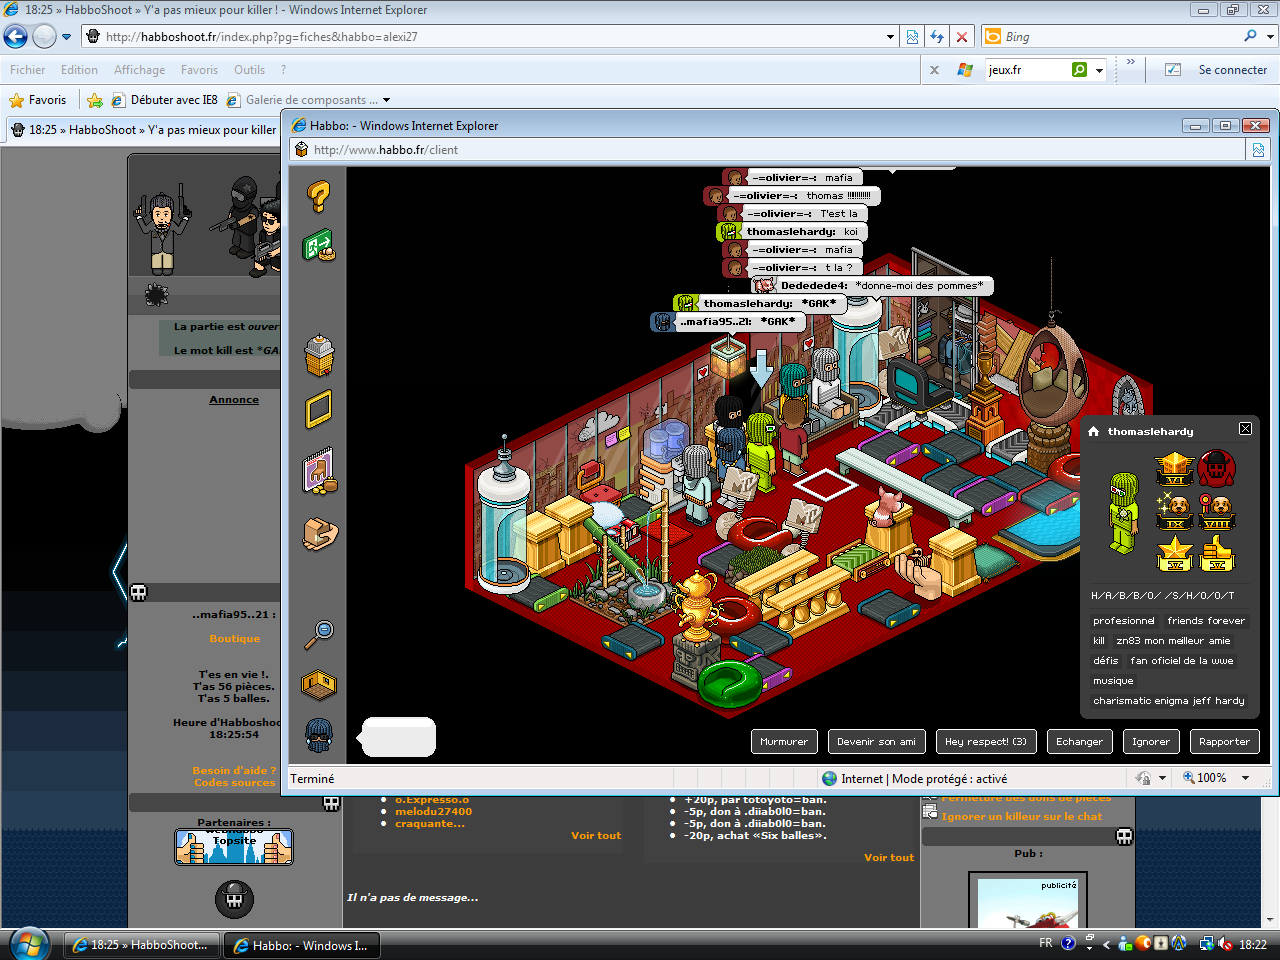 18:25 » HabboShoot » Y'a pas mieux pour killer ! - Windows Internet Explorer
http://habboshoot.fr/index.php?pg=fiches&habbo=alexi27
Bing
Fichier Edition Affichage Favoris Outils ?
jeux.fr
Se connecter
Favoris
Débuter avec IE8
Galerie de composants ...
18:25 » HabboShoot » Y'a pas mieux pour killer
Habbo: - Windows Internet Explorer
http://www.habbo.fr/client
-=olivier=-: mafia
-=olivier=-: thomas !!!!!!!!!!!
-=olivier=-: T'est la
thomaslehardy: koi
-=olivier=-: mafia
-=olivier=-: t la ?
Dededede4: *donne-moi des pommes*
thomaslehardy: *GAK*
..mafia95..21: *GAK*
La partie est ouver
Le mot kill est *GA
Annonce
..mafia95..21 :
Boutique
T'es en vie !.
T'as 56 pièces.
T'as 5 balles.
Heure d'Habboshoo
18:25:54
Besoin d'aide ?
Codes sources
Partenaires :
Topsite
thomaslehardy
VI
IX
VIII
H/A/B/B/O/ /S/H/O/O/T
profesionnel friends forever
kill zn83 mon meilleur amie
défis fan oficiel de la wwe
musique
charismatic enigma jeff hardy
Murmurer
Devenir son ami
Hey respect! (3)
Echanger
Ignorer
Rapporter
Terminé
Internet | Mode protégé : activé
100%
o.Expresso.o
melodu27400
craquante...
Voir tout
+20p, par totoyoto=ban.
-5p, don à .diiab0l0=ban.
-5p, don à .diiab0l0=ban.
-20p, achat «Six balles».
Voir tout
Il n'a pas de message...
Fermeture des dons de pièces
Ignorer un killeur sur le chat
Pub :
publicité
18:25 » HabboShoot...
Habbo: - Windows I...
FR
18:22